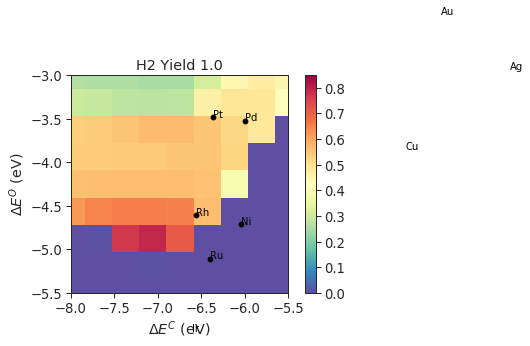 Au
H2 Yield 1.0
Ag
−3.0
−3.5
−4.0
−4.5
−5.0
−5.5
ΔE^O (eV)
Pt
Pd
Cu
Rh
Ni
Ru
0.8
0.7
0.6
0.5
0.4
0.3
0.2
0.1
0.0
−8.0 −7.5 −7.0 −6.5 −6.0 −5.5
ΔE^C (eV)
Ir